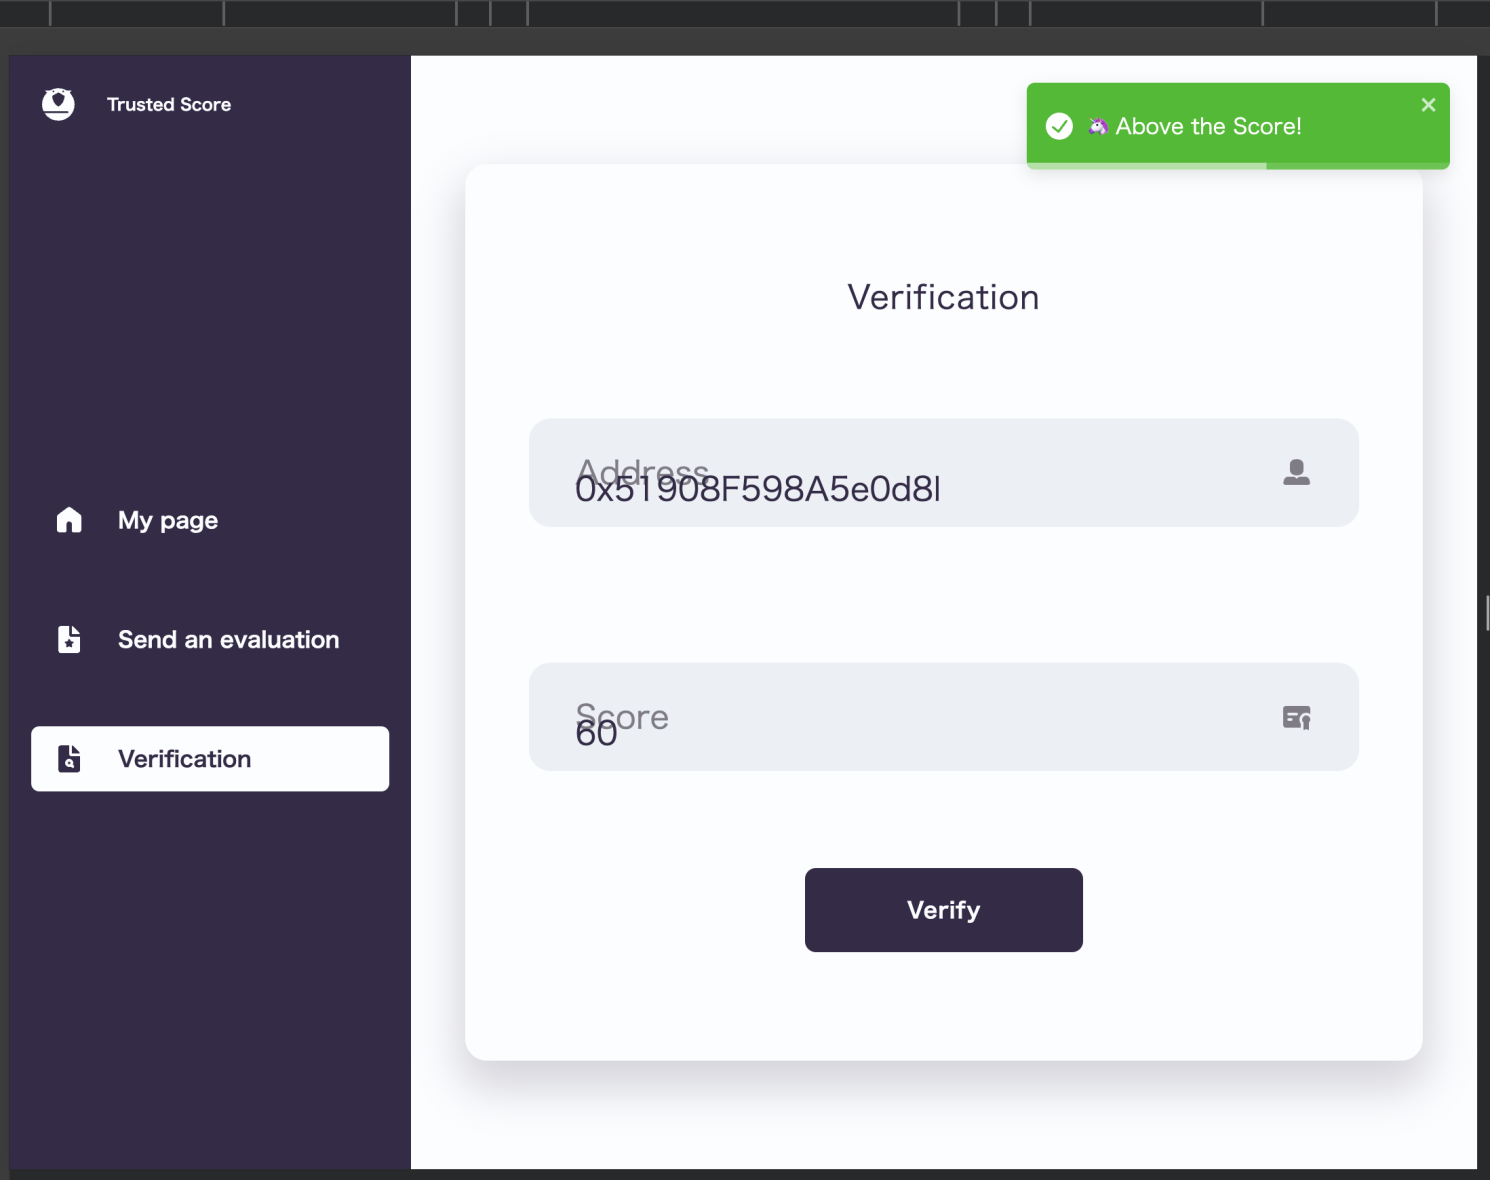 Trusted Score
🦄 Above the Score!
Verification
Address
0x51908F598A5e0d8l
My page
Score
60
Send an evaluation
Verification
Verify